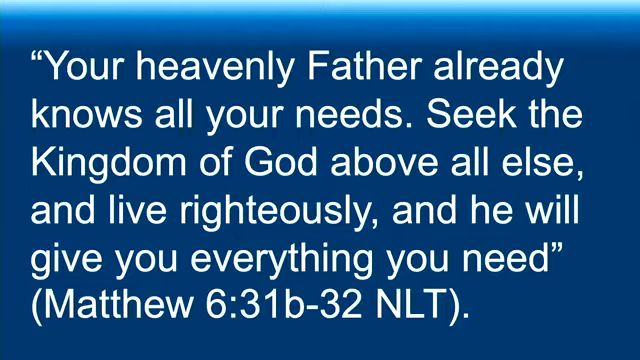 “Your heavenly Father already
knows all your needs. Seek the
Kingdom of God above all else,
and live righteously, and he will
give you everything you need”
(Matthew 6:31b-32 NLT).